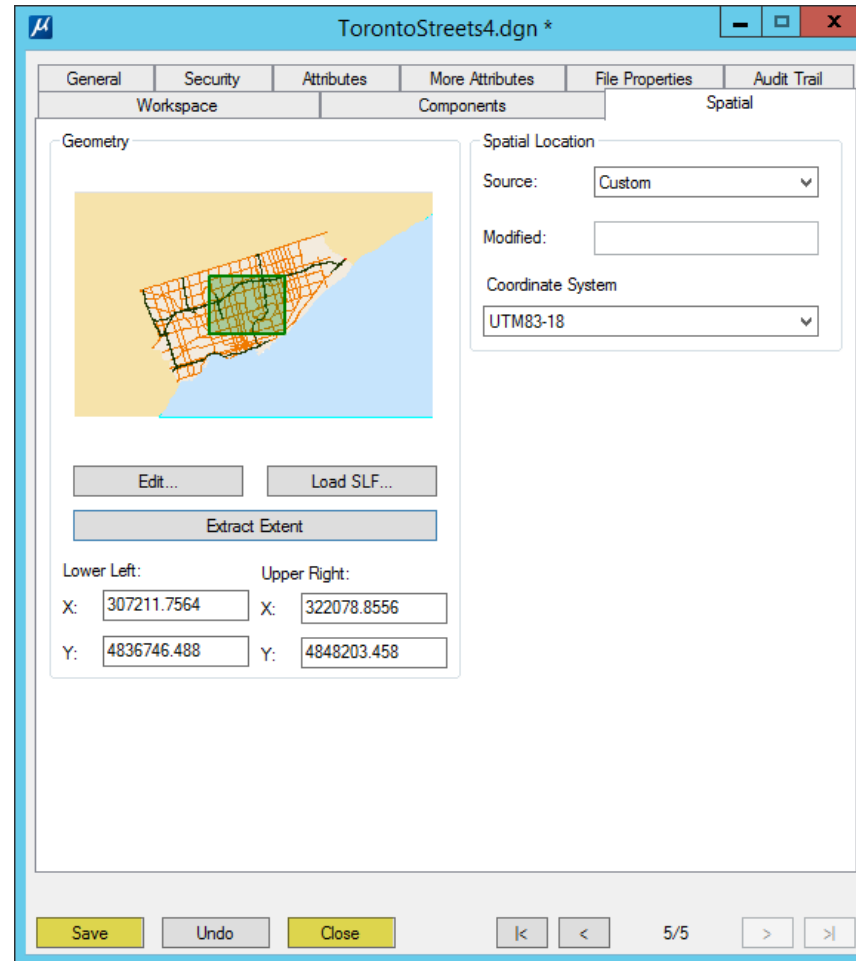 TorontoStreets4.dgn *
General Security Attributes More Attributes File Properties Audit Trail
Workspace Components Spatial
Geometry
Spatial Location
Source: Custom
Modified:
Coordinate System
UTM83-18
Edit... Load SLF...
Extract Extent
Lower Left: Upper Right:
X: 307211.7564 X: 322078.8556
Y: 4836746.488 Y: 4848203.458
Save Undo Close |< < 5/5 > >|